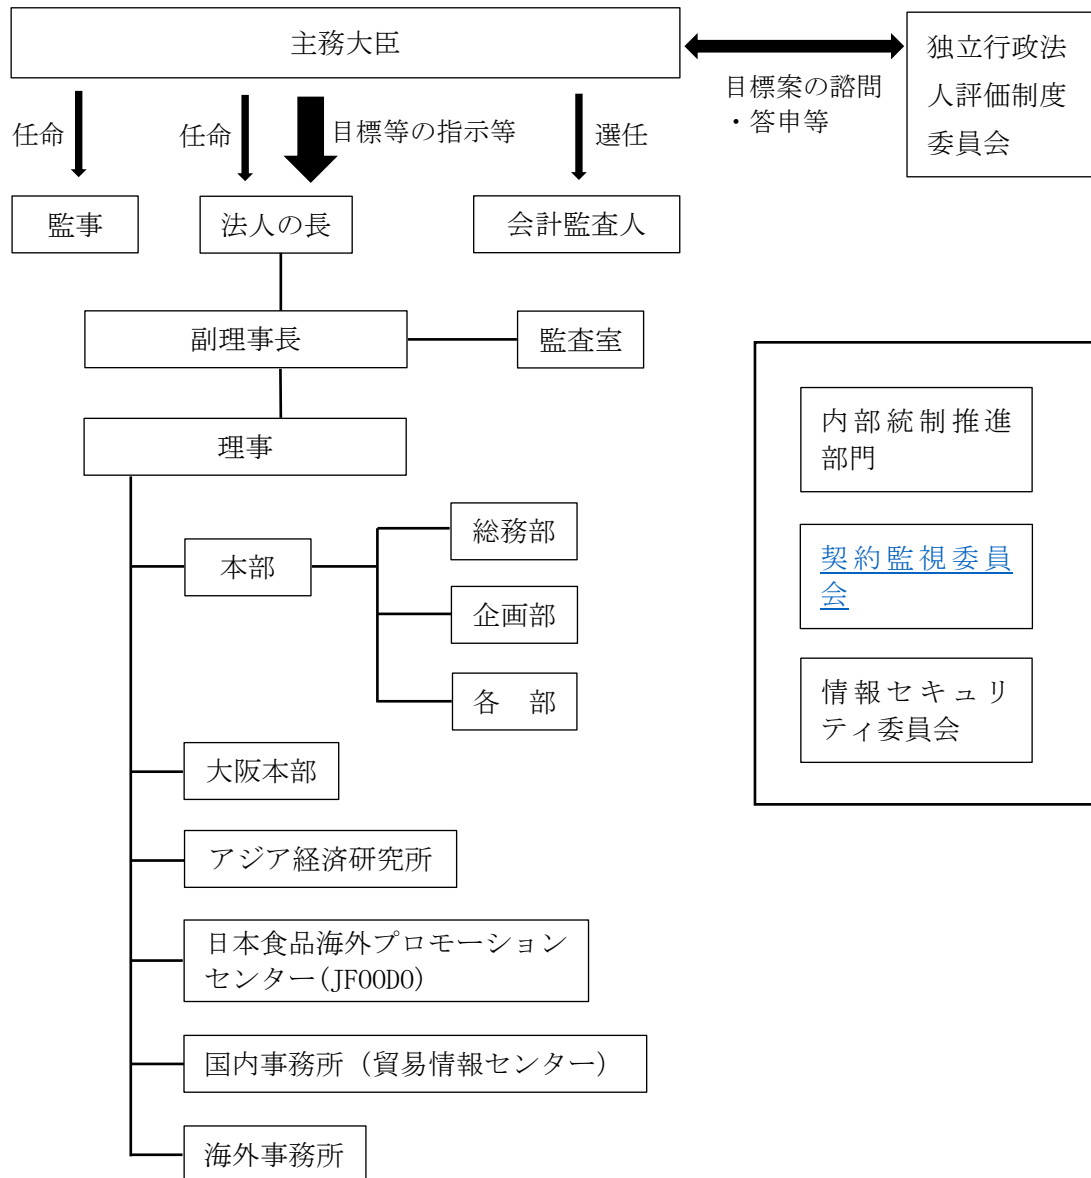 主務大臣
独立行政法
人評価制度
委員会
目標案の諮問
・答申等
任命
任命
目標等の指示等
選任
監事
法人の長
会計監査人
副理事長
監査室
理事
内部統制推進
部門
契約監視委員
会
情報セキュリ
ティ委員会
本部
総務部
企画部
各　部
大阪本部
アジア経済研究所
日本食品海外プロモーション
センター(JFOODO)
国内事務所（貿易情報センター）
海外事務所